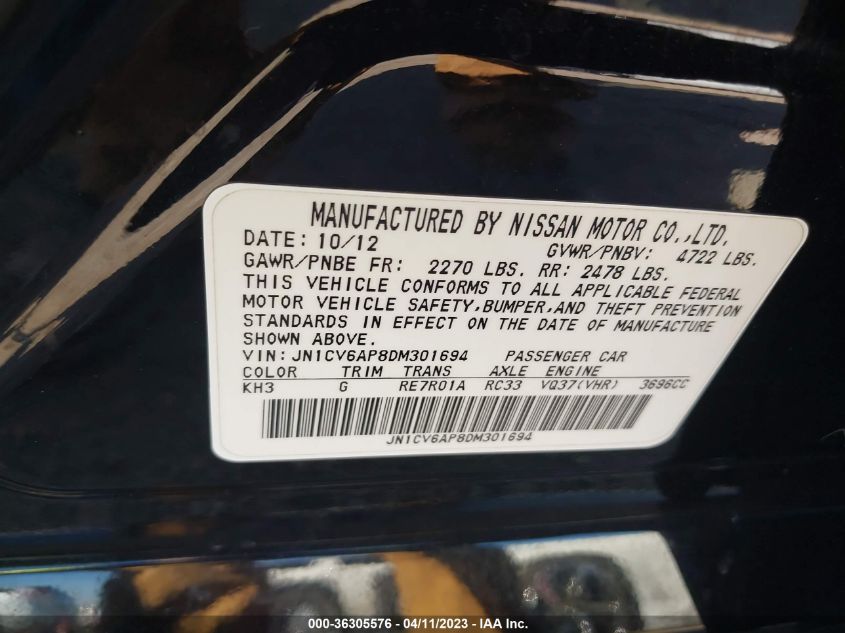 MANUFACTURED BY NISSAN MOTOR CO.,LTD.
DATE: 10/12 GVWR/PNBV: 4722 LBS.
GAWR/PNBE FR: 2270 LBS. RR: 2478 LBS.
THIS VEHICLE CONFORMS TO ALL APPLICABLE FEDERAL
MOTOR VEHICLE SAFETY,BUMPER,AND THEFT PREVENTION
STANDARDS IN EFFECT ON THE DATE OF MANUFACTURE
SHOWN ABOVE.
VIN: JN1CV6AP8DM301694 PASSENGER CAR
COLOR TRIM TRANS AXLE ENGINE
KH3 G RE7R01A RC33 VQ37(VHR) 3696CC
JN1CV6AP8DM301694
000-36305576 - 04/11/2023 - IAA Inc.